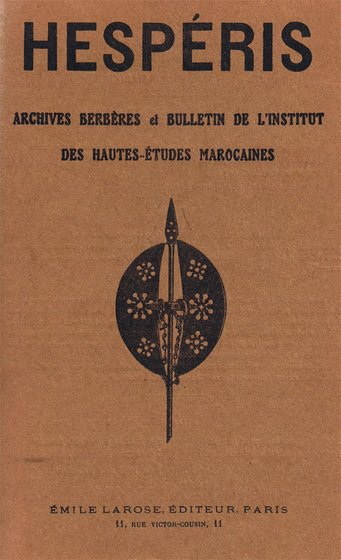 HESPÉRIS
ARCHIVES BERBÈRES et BULLETIN DE L'INSTITUT
DES HAUTES-ÉTUDES MAROCAINES
ÉMILE LAROSE, ÉDITEUR, PARIS
11, RUE VICTOR-COUSIN, 11